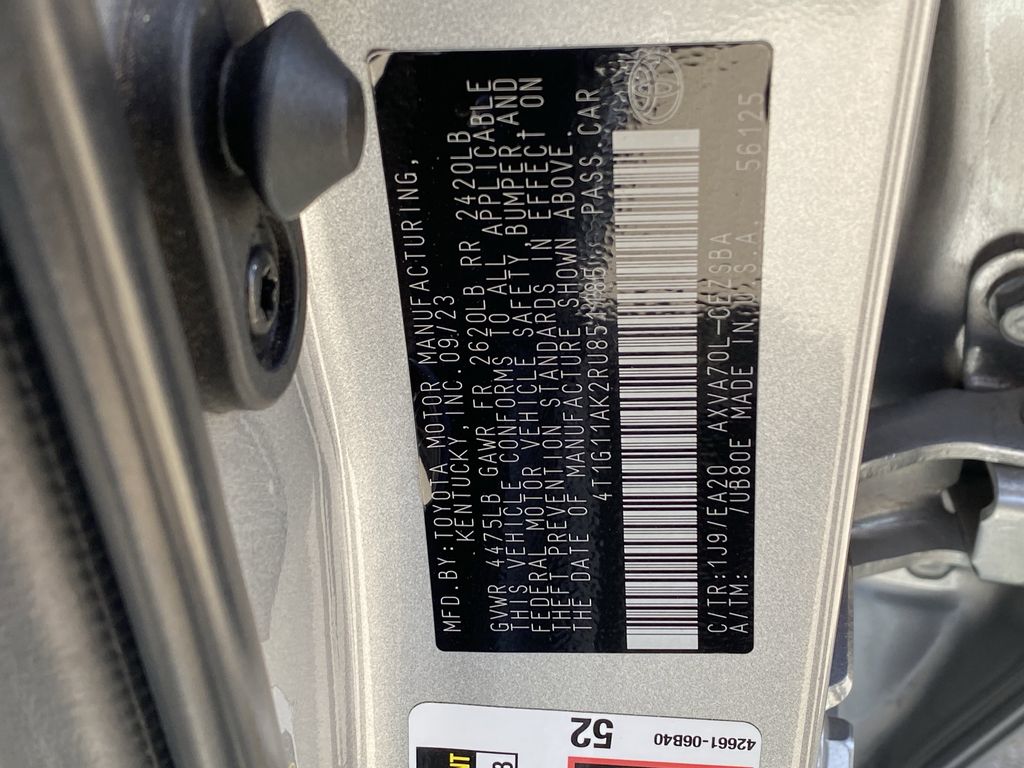 MFD. BY: TOYOTA MOTOR MANUFACTURING,
KENTUCKY, INC. 09/23
GVWR 4475LB GAWR FR 2620LB RR 2420LB
THIS VEHICLE CONFORMS TO ALL APPLICABLE
FEDERAL MOTOR VEHICLE SAFETY, BUMPER, AND
THEFT PREVENTION STANDARDS IN EFFECT ON
THE DATE OF MANUFACTURE SHOWN ABOVE.
PASS. CAR
C/TR: 1J9/EA20 AXVA70L-CEZSBA
A/TM: /UB80E MADE IN U.S.A. 56125
42661-06B40
52